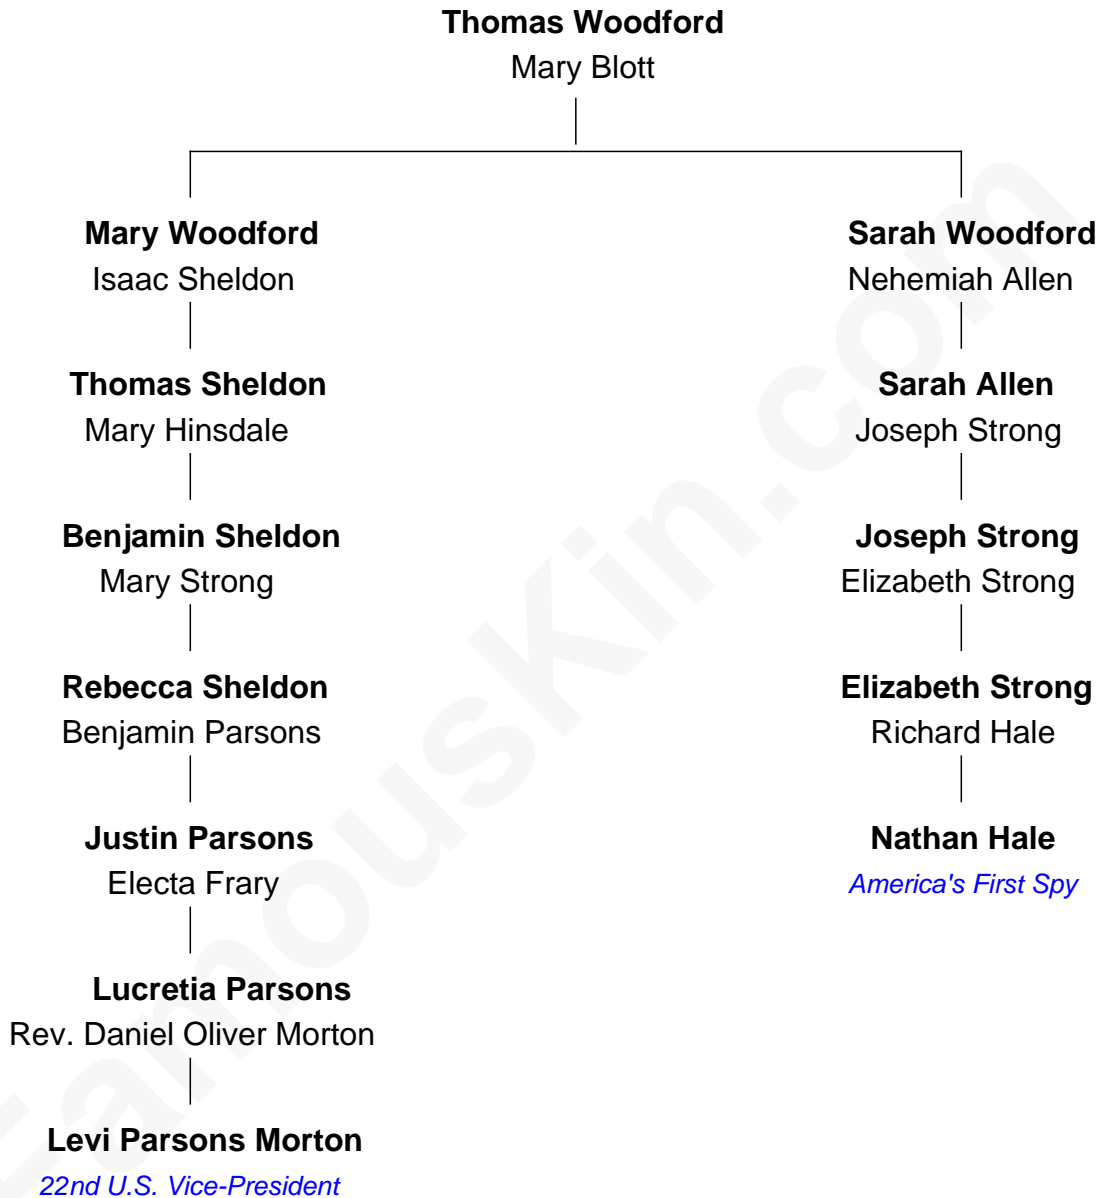 Thomas Woodford
Mary Blott
Mary Woodford
Isaac Sheldon
Sarah Woodford
Nehemiah Allen
Thomas Sheldon
Mary Hinsdale
Sarah Allen
Joseph Strong
Benjamin Sheldon
Mary Strong
Joseph Strong
Elizabeth Strong
Rebecca Sheldon
Benjamin Parsons
Elizabeth Strong
Richard Hale
Justin Parsons
Electa Frary
Nathan Hale
America's First Spy
Lucretia Parsons
Rev. Daniel Oliver Morton
Levi Parsons Morton
22nd U.S. Vice-President
FamousKin.com